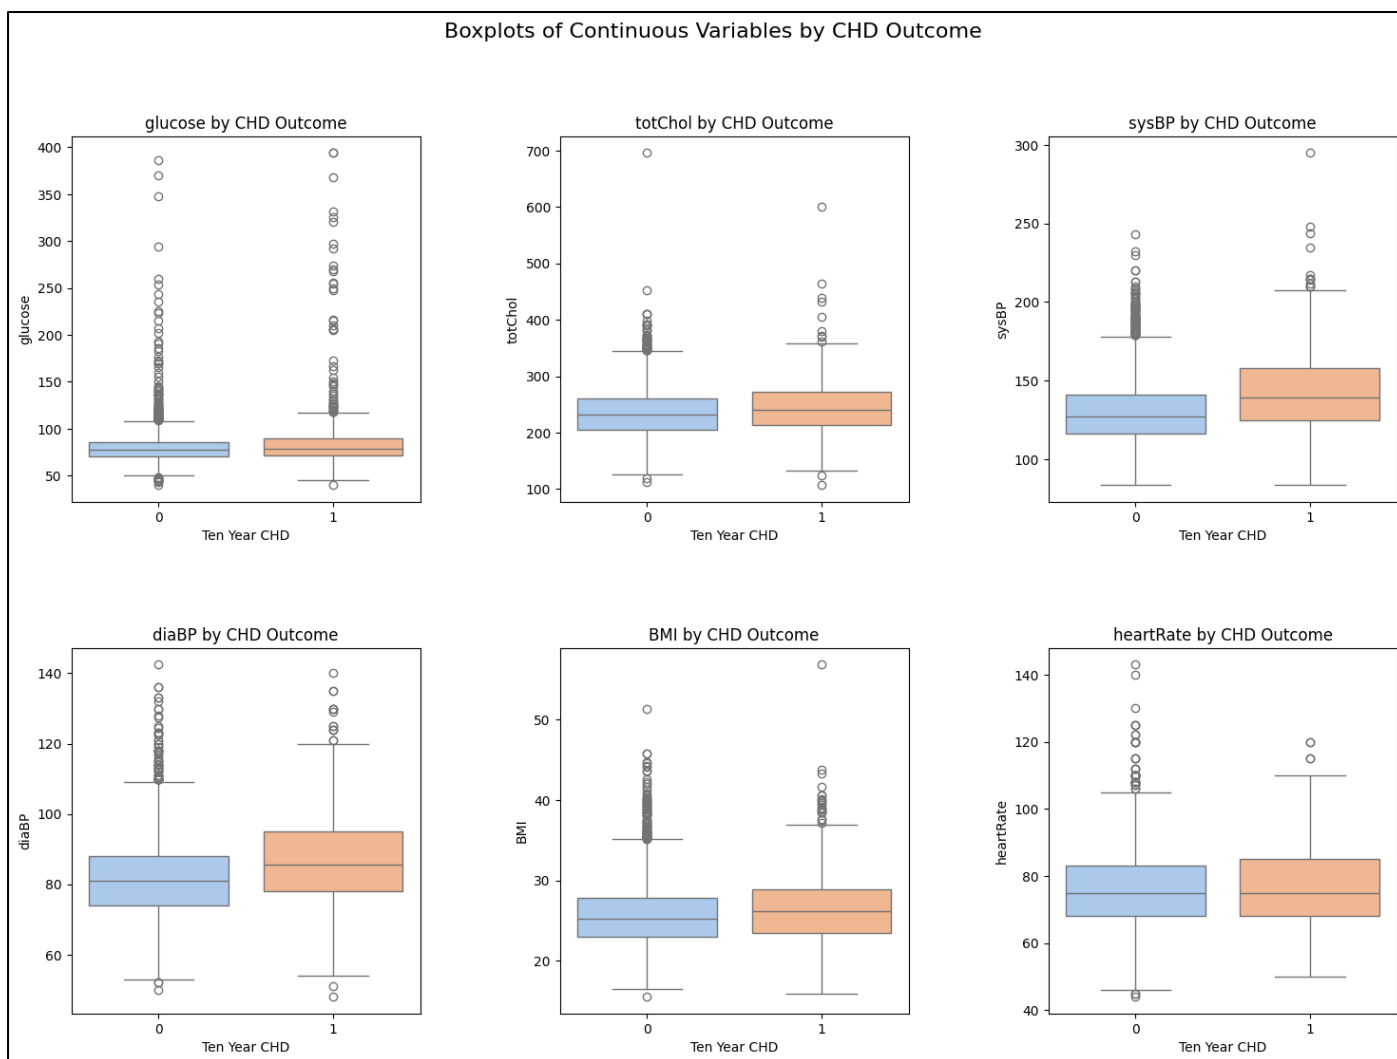 Boxplots of Continuous Variables by CHD Outcome
glucose by CHD Outcome
400
350
300
250
200
150
100
50
glucose
0 1
Ten Year CHD
totChol by CHD Outcome
700
600
500
400
300
200
100
totChol
0 1
Ten Year CHD
sysBP by CHD Outcome
300
250
200
150
100
sysBP
0 1
Ten Year CHD
diaBP by CHD Outcome
140
120
100
80
60
diaBP
0 1
Ten Year CHD
BMI by CHD Outcome
50
40
30
20
BMI
0 1
Ten Year CHD
heartRate by CHD Outcome
140
120
100
80
60
40
heartRate
0 1
Ten Year CHD